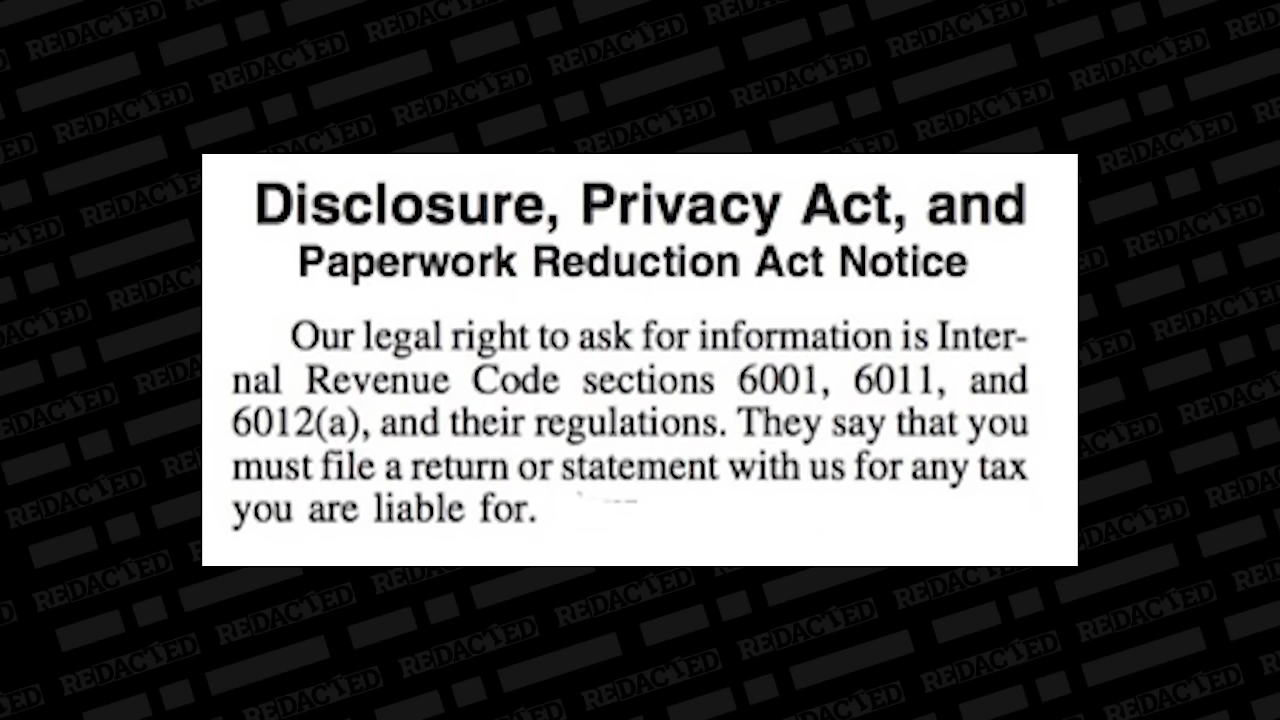 Disclosure, Privacy Act, and
Paperwork Reduction Act Notice
Our legal right to ask for information is Inter-
nal Revenue Code sections 6001, 6011, and
6012(a), and their regulations. They say that you
must file a return or statement with us for any tax
you are liable for.
REDACTED